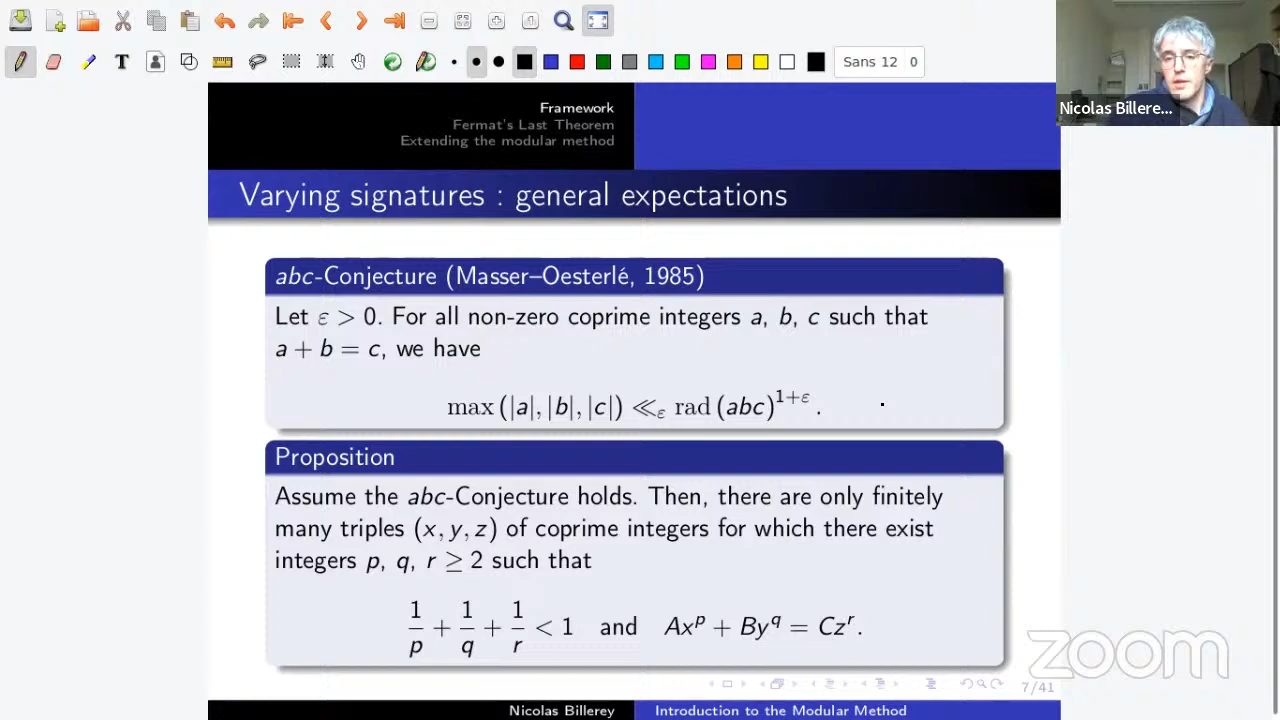 Sans 12 0
Nicolas Billere...
Framework
Fermat's Last Theorem
Extending the modular method
Varying signatures : general expectations
abc-Conjecture (Masser–Oesterlé, 1985)
Let ε > 0. For all non-zero coprime integers a, b, c such that
a + b = c, we have
max (|a|, |b|, |c|) ≪ε rad (abc)^{1+ε} .
Proposition
Assume the abc-Conjecture holds. Then, there are only finitely
many triples (x, y, z) of coprime integers for which there exist
integers p, q, r ≥ 2 such that
1/p + 1/q + 1/r < 1 and Ax^p + By^q = Cz^r.
zoom
7/41
Nicolas Billerey Introduction to the Modular Method